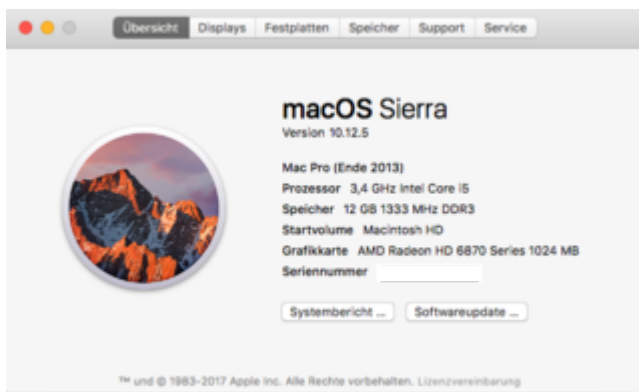 Übersicht Displays Festplatten Speicher Support Service
macOS Sierra
Version 10.12.5
Mac Pro (Ende 2013)
Prozessor 3,4 GHz Intel Core i5
Speicher 12 GB 1333 MHz DDR3
Startvolume Macintosh HD
Grafikkarte AMD Radeon HD 6870 Series 1024 MB
Seriennummer
Systembericht ... Softwareupdate ...
™ und © 1983-2017 Apple Inc. Alle Rechte vorbehalten. Lizenzvereinbarung